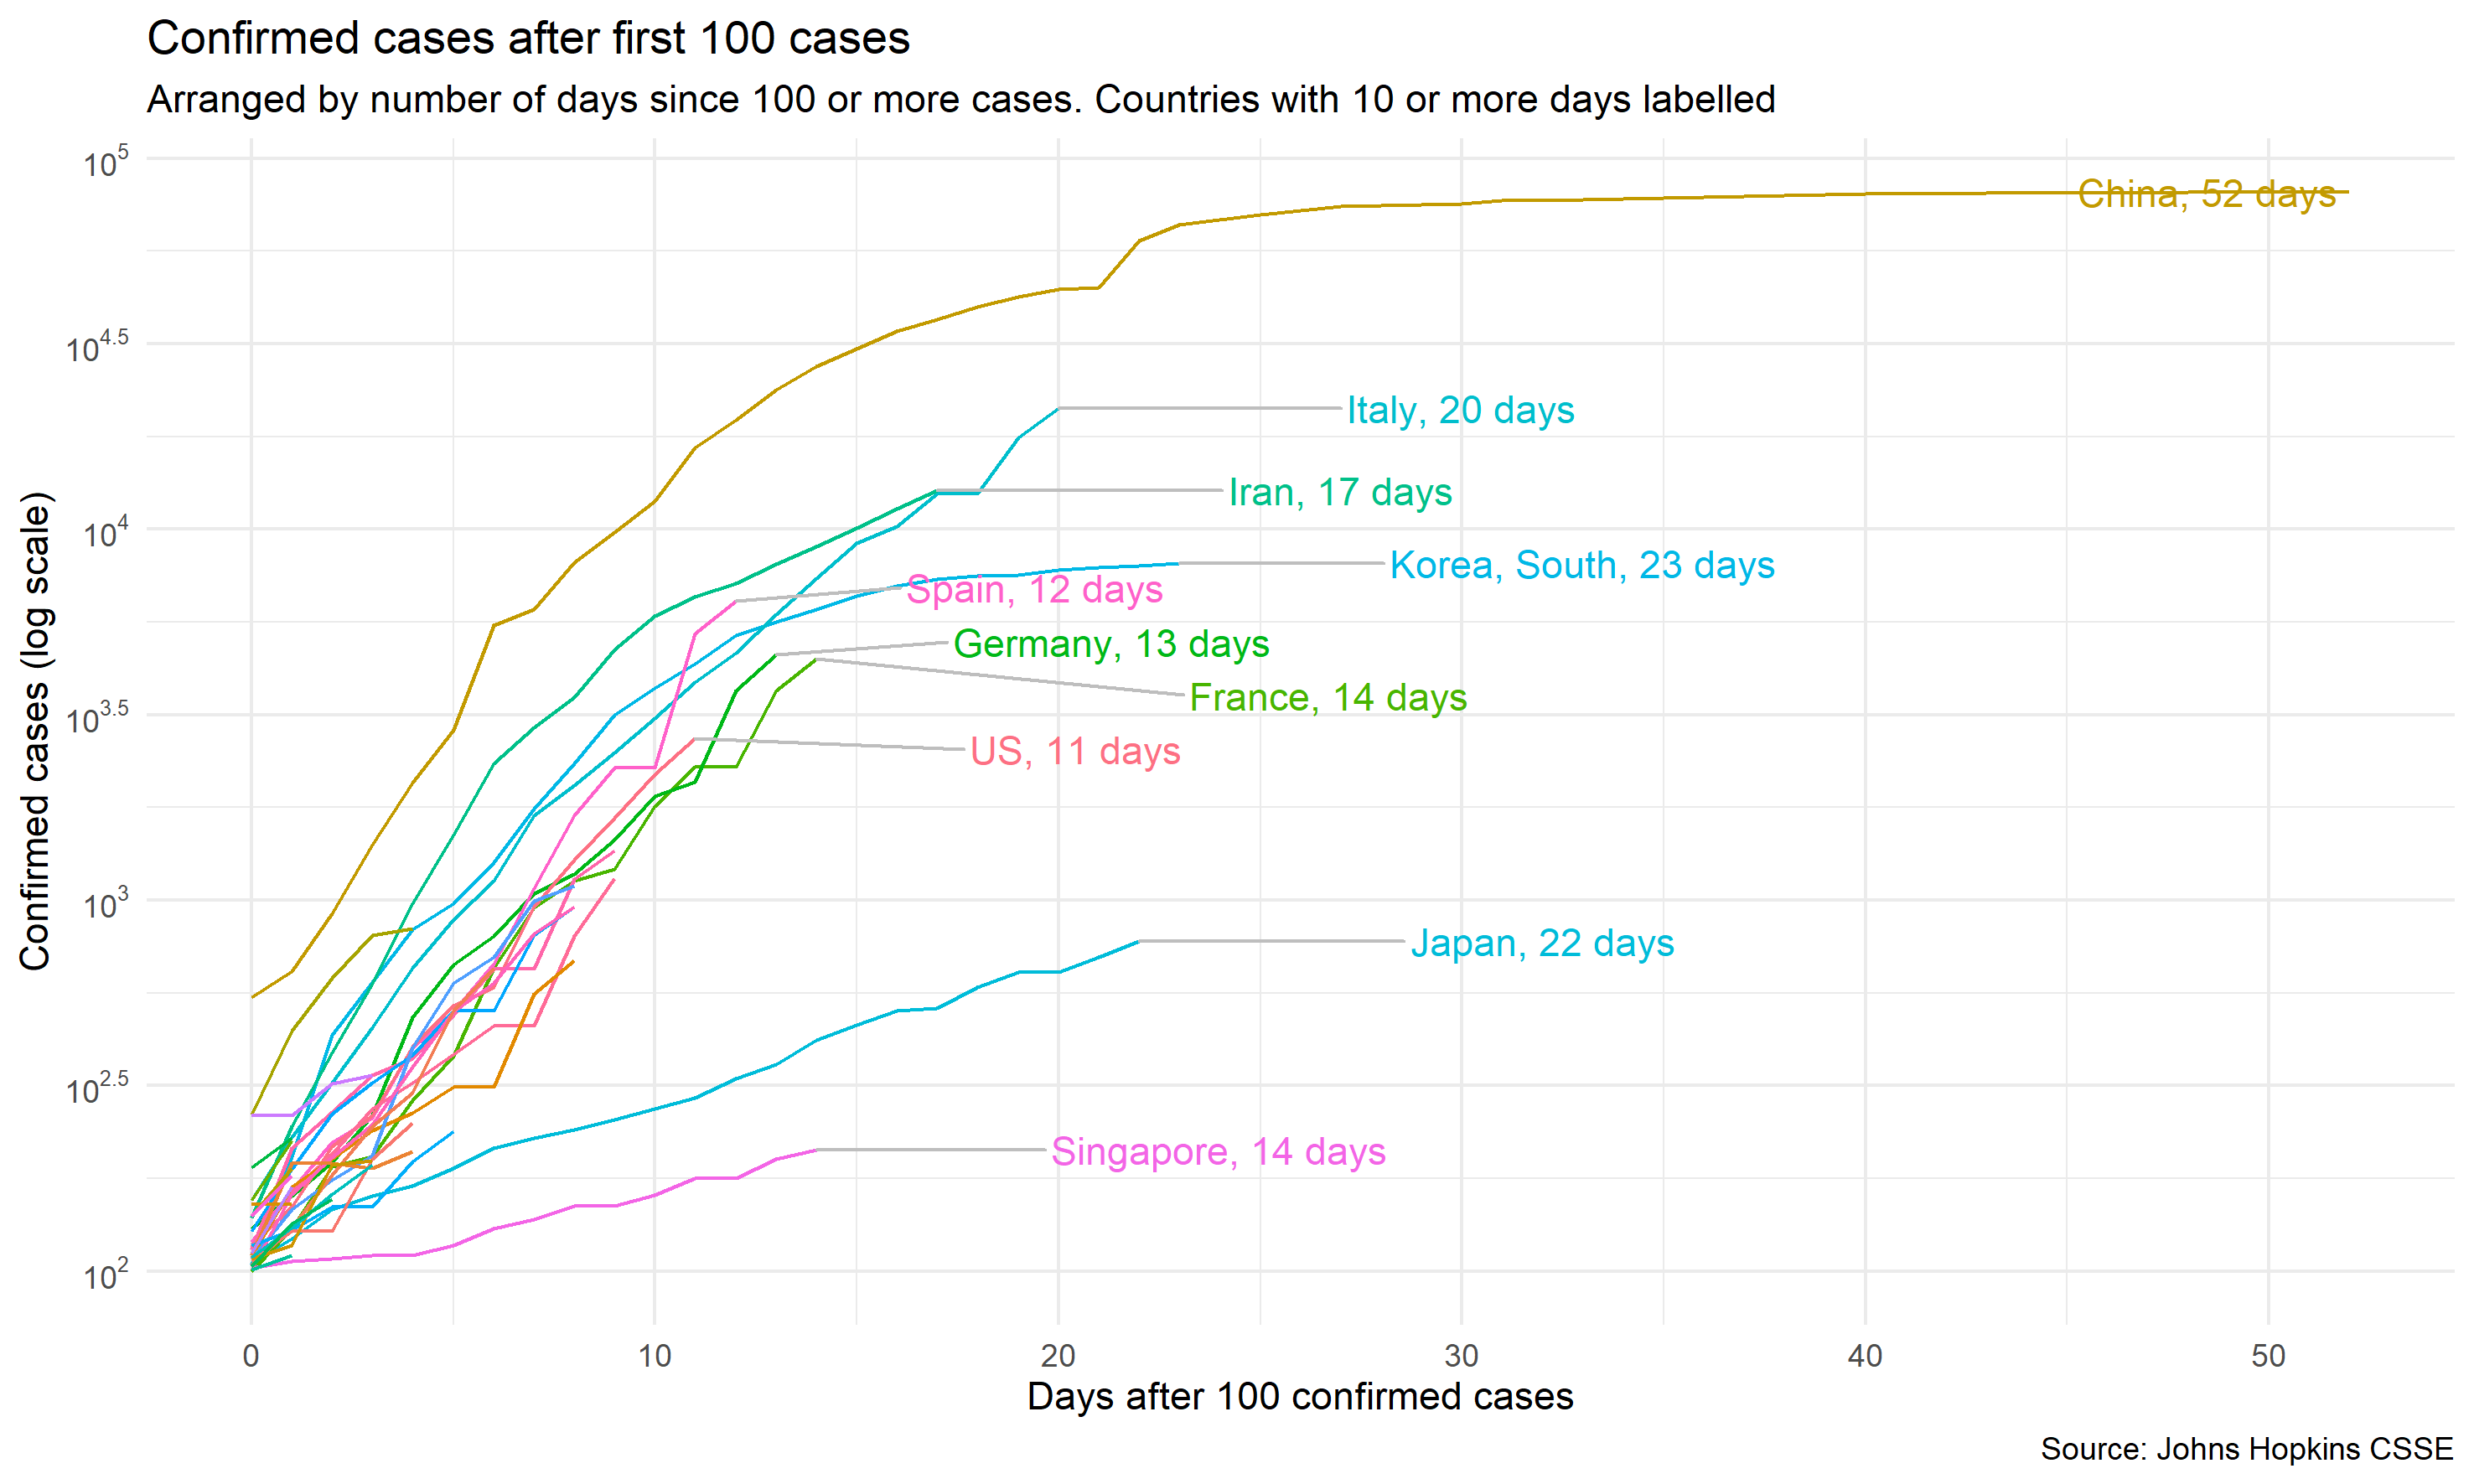 Confirmed cases after first 100 cases
Arranged by number of days since 100 or more cases. Countries with 10 or more days labelled
Confirmed cases (log scale)
10^5
10^4.5
10^4
10^3.5
10^3
10^2.5
10^2
China, 52 days
Italy, 20 days
Iran, 17 days
Korea, South, 23 days
Spain, 12 days
Germany, 13 days
France, 14 days
US, 11 days
Japan, 22 days
Singapore, 14 days
0 10 20 30 40 50
Days after 100 confirmed cases
Source: Johns Hopkins CSSE